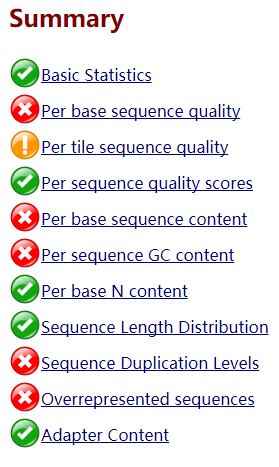 Summary
Basic Statistics
Per base sequence quality
Per tile sequence quality
Per sequence quality scores
Per base sequence content
Per sequence GC content
Per base N content
Sequence Length Distribution
Sequence Duplication Levels
Overrepresented sequences
Adapter Content